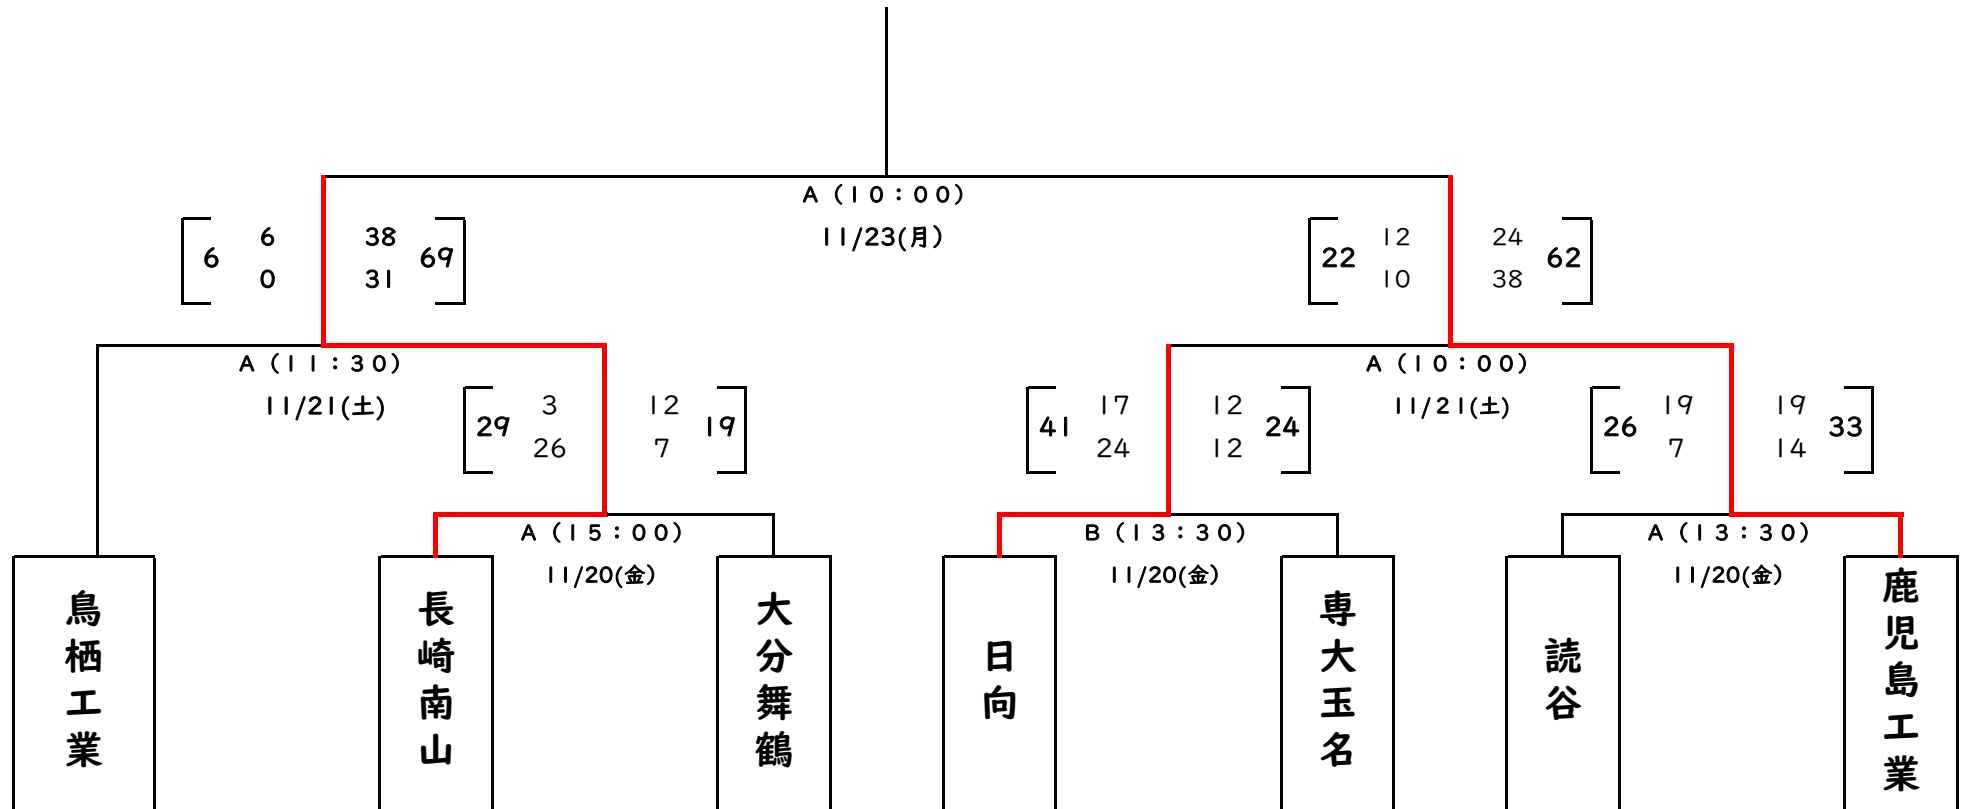 A（10：00）
11/23(月)
6 6 38 69
0 31
22 12 24 62
10 38
A（11：30）
11/21(土)
A（10：00）
11/21(土)
29 3 12 19
26 7
41 17 12 24
24 12
26 19 19 33
7 14
A（15：00）
11/20(金)
B（13：30）
11/20(金)
A（13：30）
11/20(金)
鳥栖工業
長崎南山
大分舞鶴
日向
専大玉名
読谷
鹿児島工業